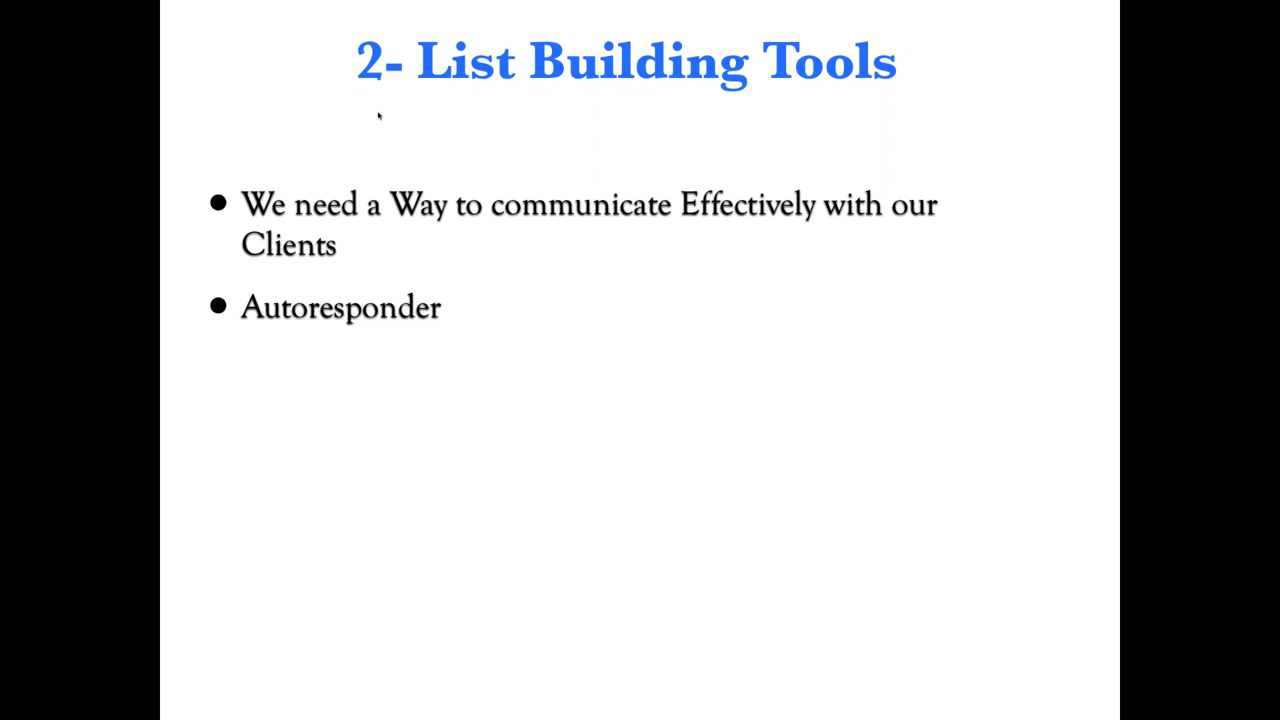 2- List Building Tools
• We need a Way to communicate Effectively with our
Clients
• Autoresponder